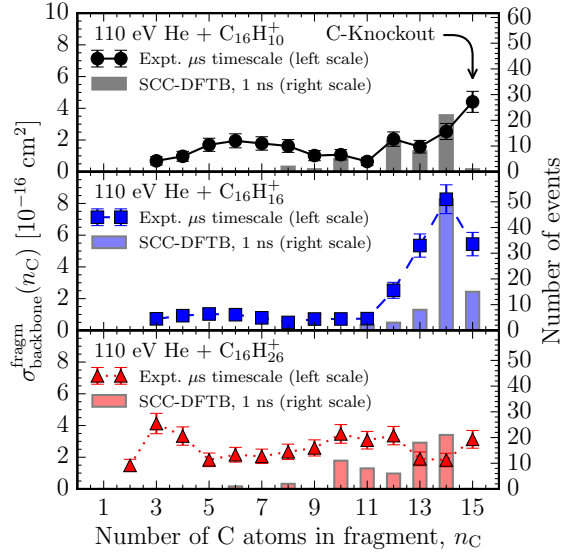 110 eV He + C₁₆H₁₀⁺
C-Knockout
Expt. μs timescale (left scale)
SCC-DFTB, 1 ns (right scale)
10
8
6
4
2
0
60
50
40
30
20
10
0
110 eV He + C₁₆H₁₆⁺
Expt. μs timescale (left scale)
SCC-DFTB, 1 ns (right scale)
8
6
4
2
0
50
40
30
20
10
0
110 eV He + C₁₆H₂₆⁺
Expt. μs timescale (left scale)
SCC-DFTB, 1 ns (right scale)
8
6
4
2
0
50
40
30
20
10
0
1 3 5 7 9 11 13 15
Number of C atoms in fragment, n_C
σ^fragm_backbone(n_C) [10⁻¹⁶ cm²]
Number of events